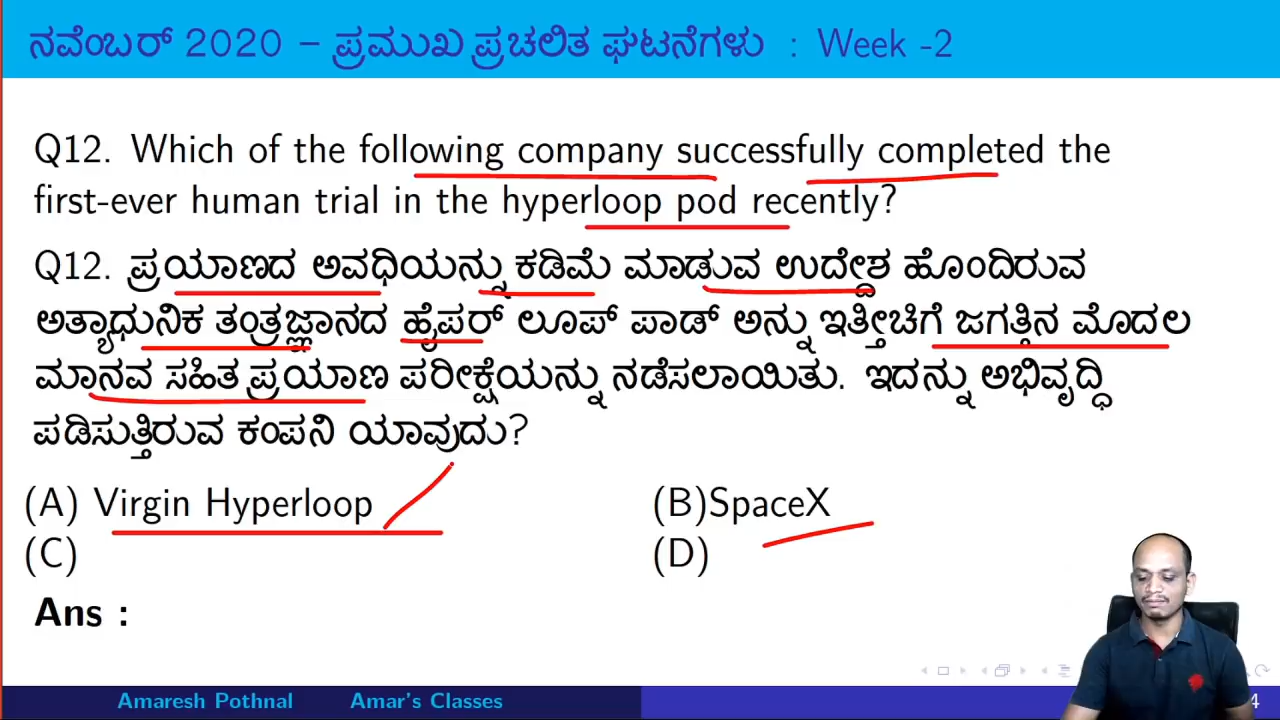 ನವೆಂಬರ್ 2020 – ಪ್ರಮುಖ ಪ್ರಚಲಿತ ಘಟನೆಗಳು : Week -2
Q12. Which of the following company successfully completed the
first-ever human trial in the hyperloop pod recently?
Q12. ಪ್ರಯಾಣದ ಅವಧಿಯನ್ನು ಕಡಿಮೆ ಮಾಡುವ ಉದ್ದೇಶ ಹೊಂದಿರುವ
ಅತ್ಯಾಧುನಿಕ ತಂತ್ರಜ್ಞಾನದ ಹೈಪರ್ ಲೂಪ್ ಪಾಡ್ ಅನ್ನು ಇತ್ತೀಚಿಗೆ ಜಗತ್ತಿನ ಮೊದಲ
ಮಾನವ ಸಹಿತ ಪ್ರಯಾಣ ಪರೀಕ್ಷೆಯನ್ನು ನಡೆಸಲಾಯಿತು. ಇದನ್ನು ಅಭಿವೃದ್ಧಿ
ಪಡಿಸುತ್ತಿರುವ ಕಂಪನಿ ಯಾವುದು?
(A) Virgin Hyperloop (B)SpaceX
(C) (D)
Ans :
Amaresh Pothnal Amar's Classes 4